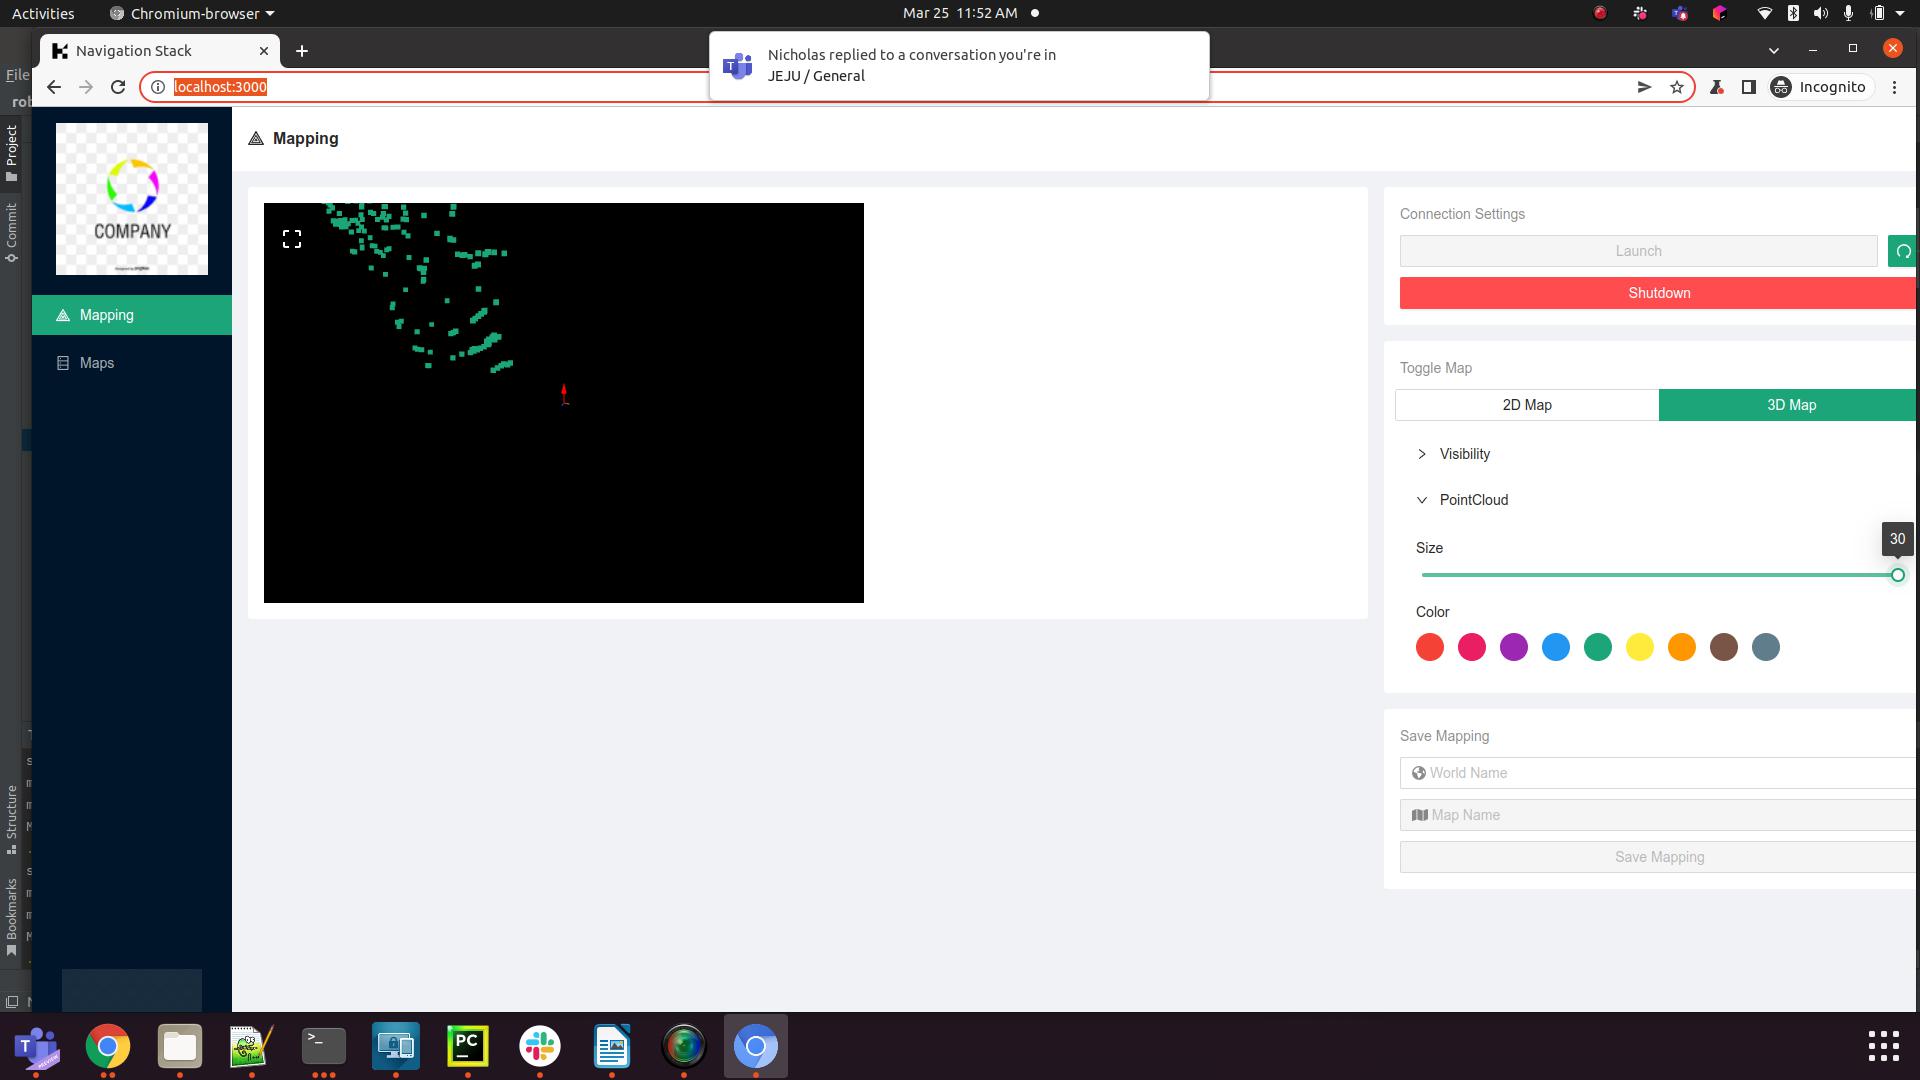 Activities
Chromium-browser
Mar 25 11:52 AM
Navigation Stack
Nicholas replied to a conversation you're in
JEJU / General
File
localhost:3000
Incognito
rob
Project
Commit
Structure
Bookmarks
COMPANY
Mapping
Maps
Mapping
Connection Settings
Launch
Shutdown
Toggle Map
2D Map
3D Map
Visibility
PointCloud
30
Size
Color
Save Mapping
World Name
Map Name
Save Mapping
T
PREVIEW
>_
PC